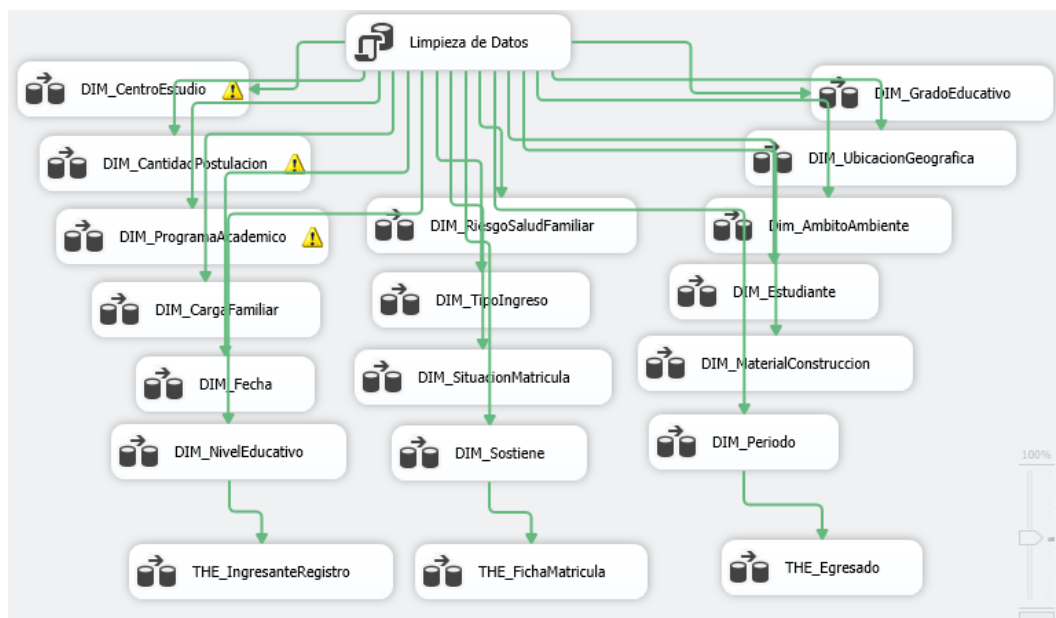 Limpieza de Datos
DIM_CentroEstudio
DIM_GradoEducativo
DIM_CantidadPostulacion
DIM_UbicacionGeografica
DIM_ProgramaAcademico
DIM_RiesgoSaludFamiliar
Dim_AmbitoAmbiente
DIM_CargaFamiliar
DIM_TipoIngreso
DIM_Estudiante
DIM_Fecha
DIM_SituacionMatricula
DIM_MaterialConstruccion
DIM_NivelEducativo
DIM_Sostiene
DIM_Periodo
100%
THE_IngresanteRegistro
THE_FichaMatricula
THE_Egresado